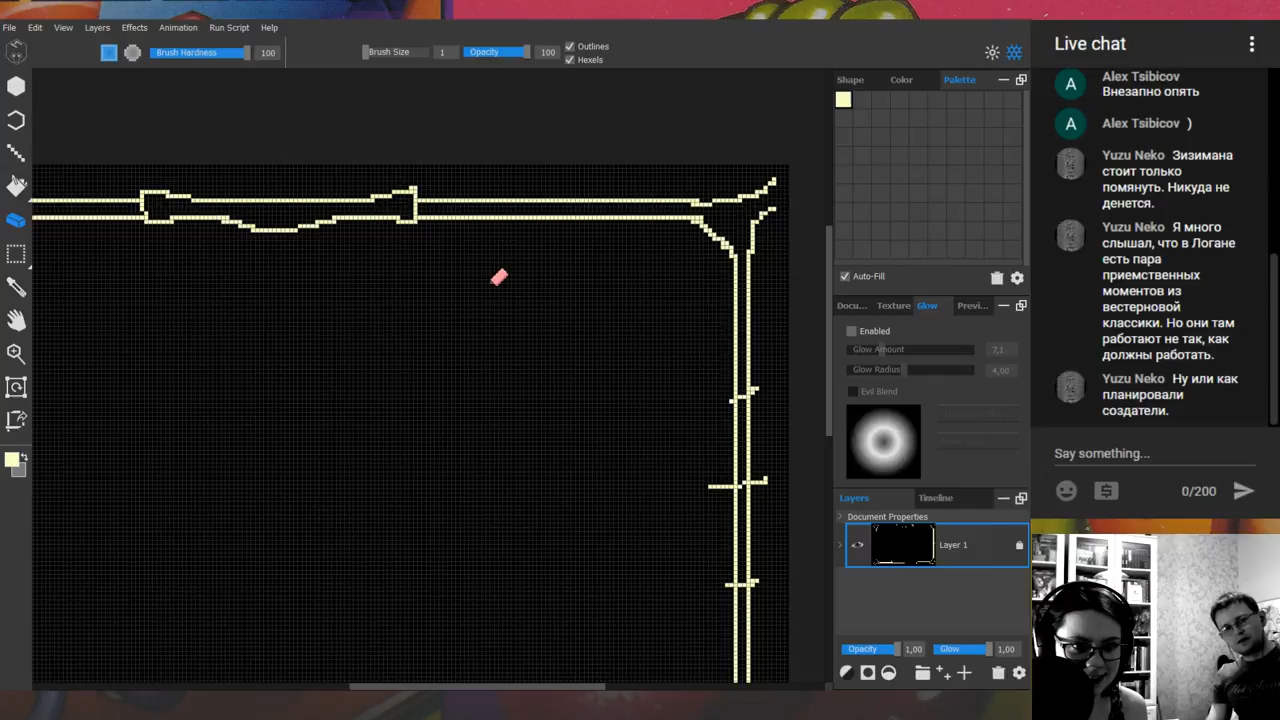 File Edit View Layers Effects Animation Run Script Help
Brush Hardness 100 Brush Size 1 Opacity 100 Outlines
Hexels
Shape Color Palette
Auto-Fill
Docu... Texture Glow Previ...
Enabled
Glow Amount 7,1
Glow Radius 4,00
Evil Blend
Layers Timeline
Document Properties
Layer 1
Opacity 1,00 Glow 1,00
Live chat
Alex Tsibicov
Внезапно опять
Alex Tsibicov )
Yuzu Neko Зизимана
стоит только
помянуть. Никуда не
денется.
Yuzu Neko Я много
слышал, что в Логане
есть пара
приемственных
моментов из
вестерновой
классики. Но они там
работают не так, как
должны работать.
Yuzu Neko Ну или как
планировали
создатели.
Say something...
0/200